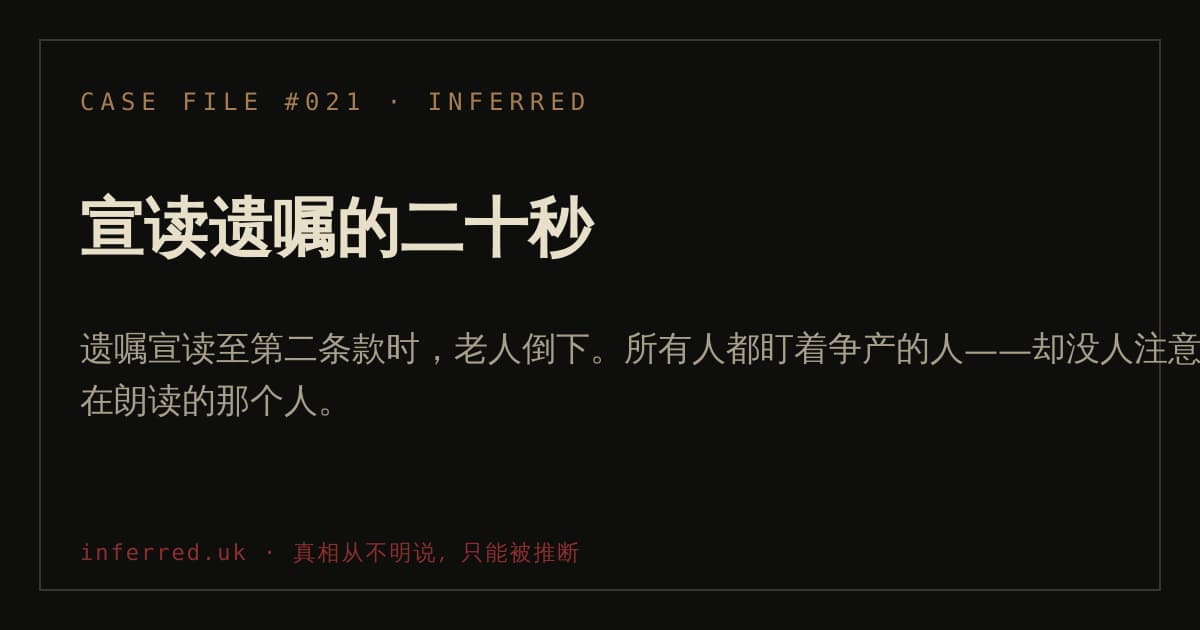 CASE FILE #021 · INFERRED
宣读遗嘱的二十秒
遗嘱宣读至第二条款时，老人倒下。所有人都盯着争产的人——却没人注意
在朗读的那个人。
inferred.uk · 真相从不明说，只能被推断